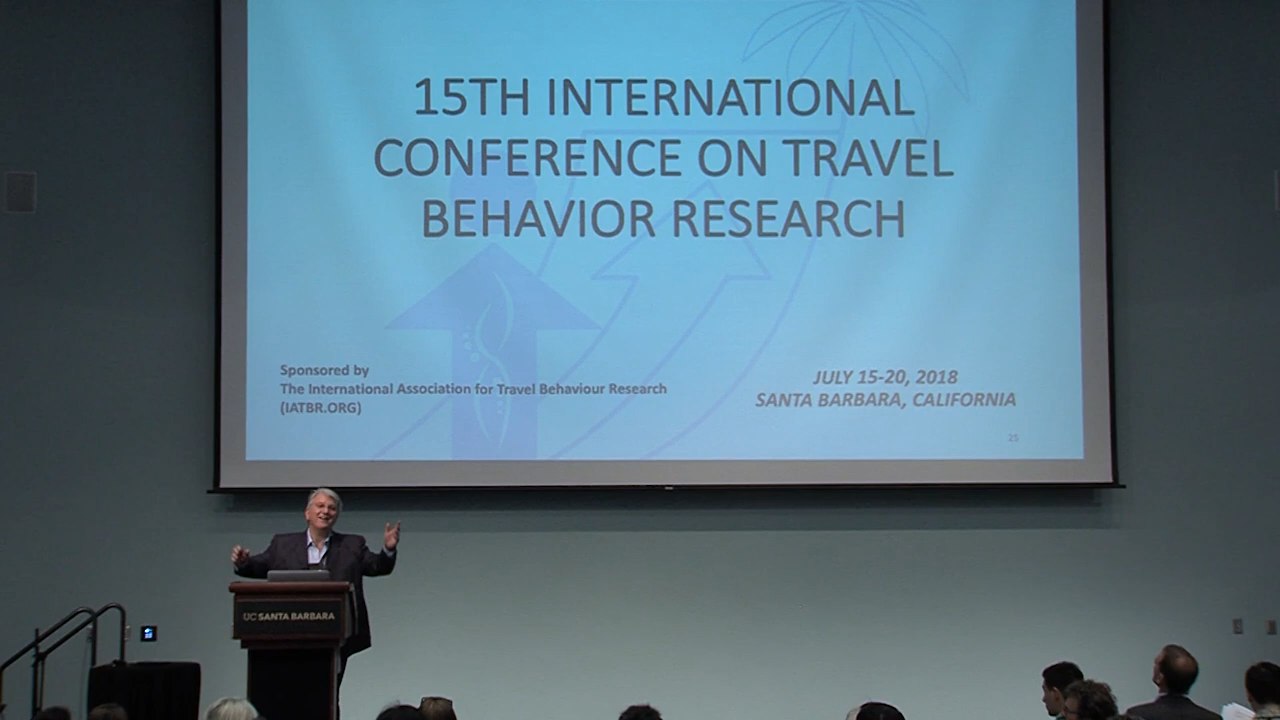 15TH INTERNATIONAL
CONFERENCE ON TRAVEL
BEHAVIOR RESEARCH
Sponsored by
The International Association for Travel Behaviour Research
(IATBR.ORG)
JULY 15-20, 2018
SANTA BARBARA, CALIFORNIA
25
UC SANTA BARBARA